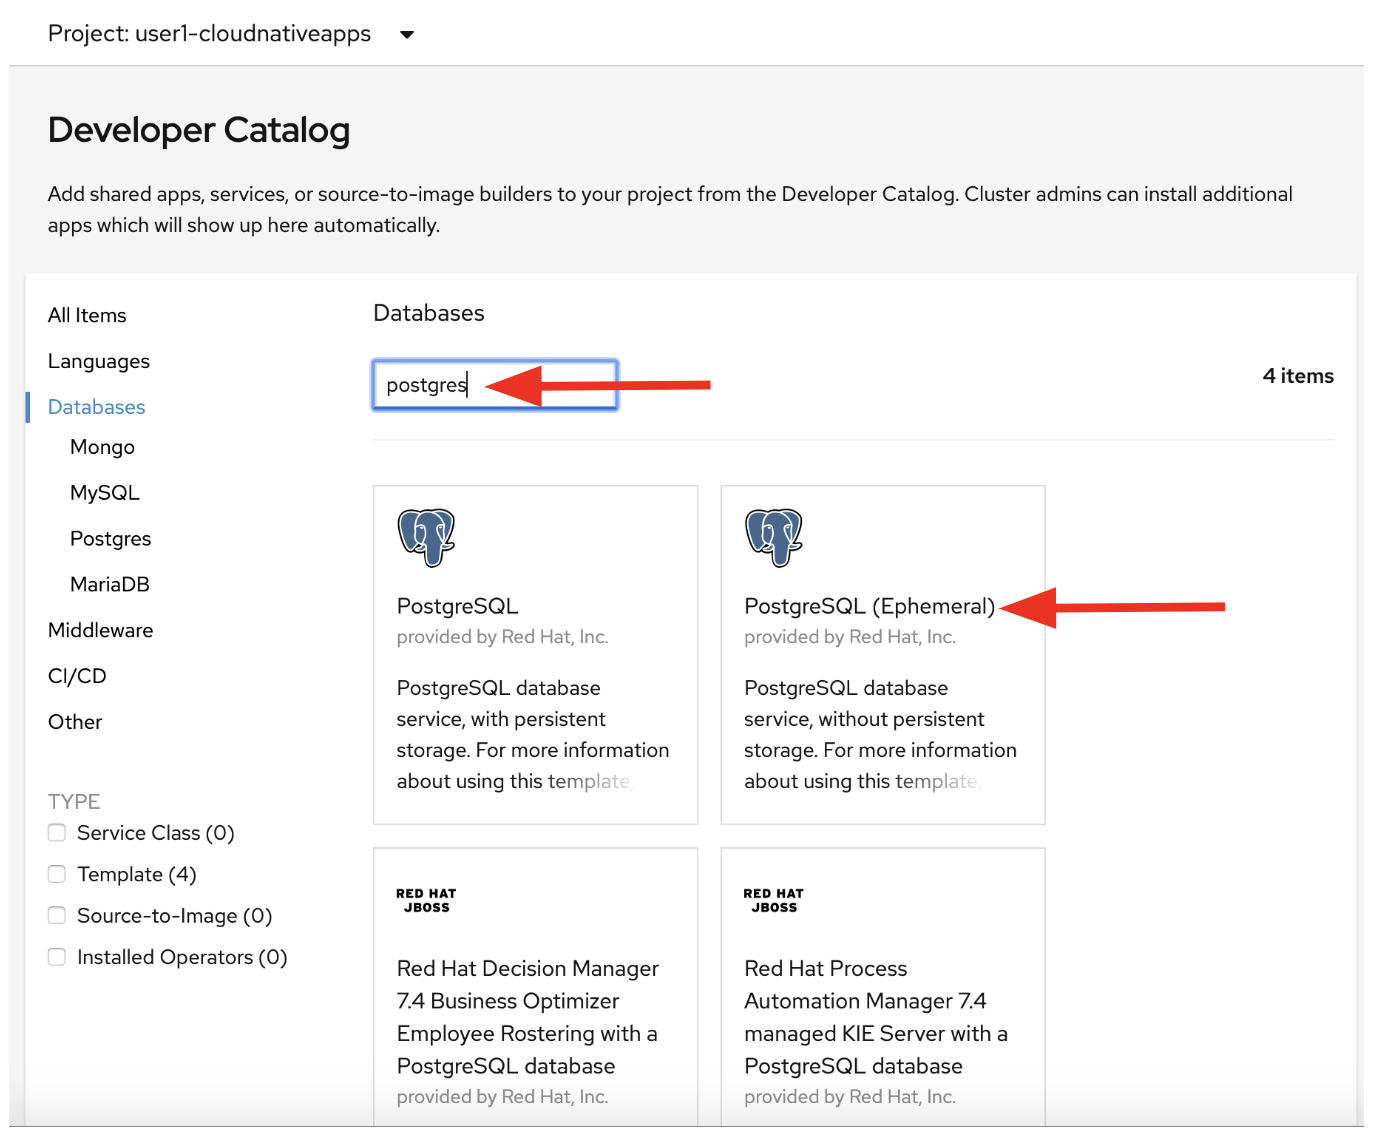 Project: user1-cloudnativeapps
Developer Catalog
Add shared apps, services, or source-to-image builders to your project from the Developer Catalog. Cluster admins can install additional
apps which will show up here automatically.
All Items
Languages
Databases
Mongo
MySQL
Postgres
MariaDB
Middleware
CI/CD
Other
TYPE
Service Class (0)
Template (4)
Source-to-Image (0)
Installed Operators (0)
Databases
postgres
4 items
PostgreSQL
provided by Red Hat, Inc.
PostgreSQL database
service, with persistent
storage. For more information
about using this template,
PostgreSQL (Ephemeral)
provided by Red Hat, Inc.
PostgreSQL database
service, without persistent
storage. For more information
about using this template,
RED HAT
JBOSS
Red Hat Decision Manager
7.4 Business Optimizer
Employee Rostering with a
PostgreSQL database
provided by Red Hat, Inc.
RED HAT
JBOSS
Red Hat Process
Automation Manager 7.4
managed KIE Server with a
PostgreSQL database
provided by Red Hat, Inc.